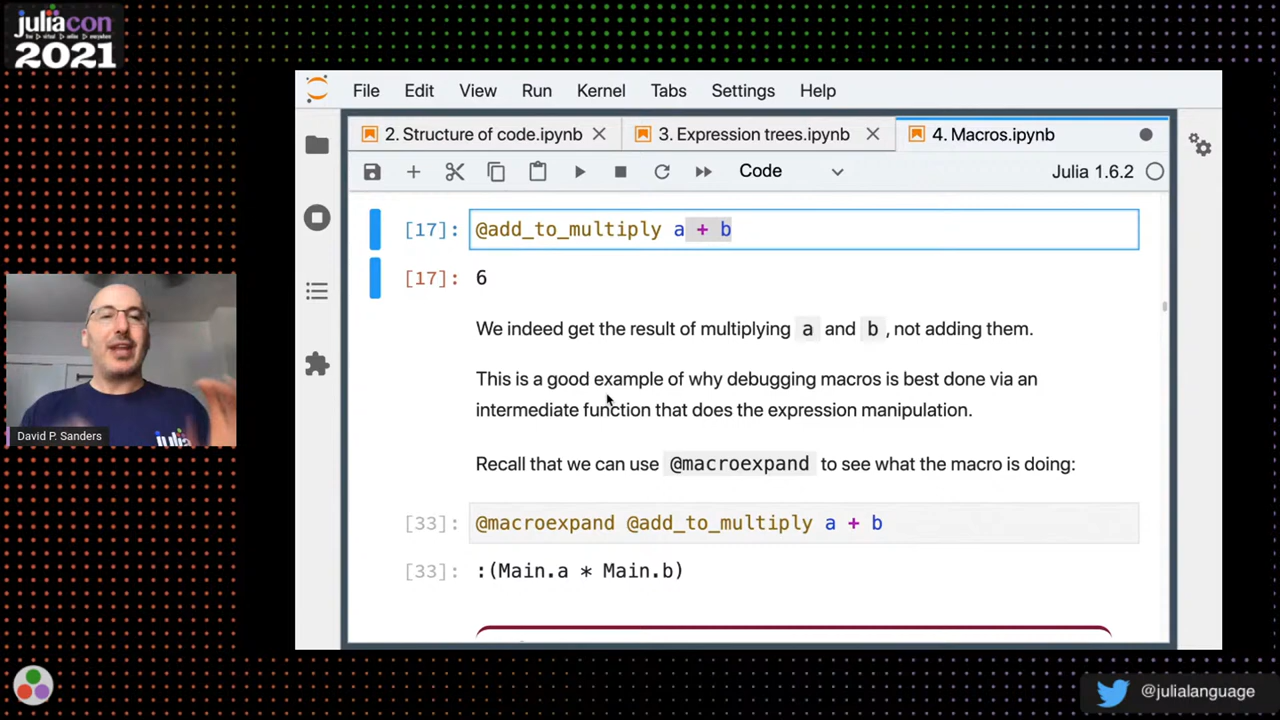 juliacon
2021
File Edit View Run Kernel Tabs Settings Help
2. Structure of code.ipynb
3. Expression trees.ipynb
4. Macros.ipynb
Code
Julia 1.6.2
[17]: @add_to_multiply a + b
[17]: 6
We indeed get the result of multiplying a and b, not adding them.
This is a good example of why debugging macros is best done via an
intermediate function that does the expression manipulation.
Recall that we can use @macroexpand to see what the macro is doing:
[33]: @macroexpand @add_to_multiply a + b
[33]: :(Main.a * Main.b)
David P. Sanders
@julialanguage